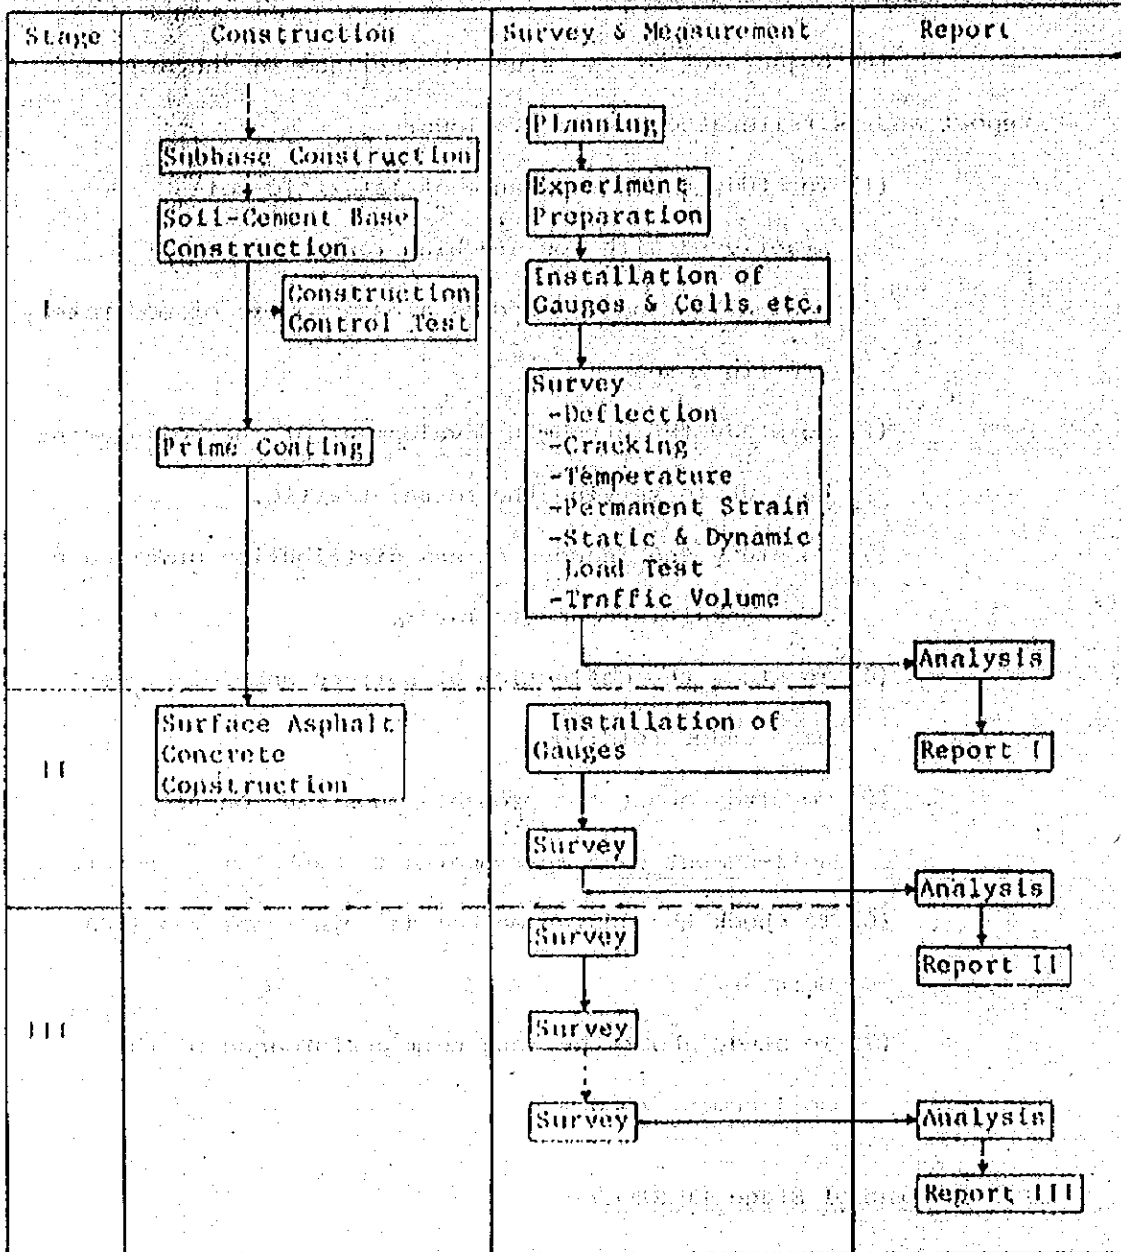 Stage Construction Survey & Measurement Report
I
Subbase Construction
Soil-Cement Base
Construction
Construction
Control Test
Prime Coating
Planning
Experiment
Preparation
Installation of
Gauges & Cells etc.
Survey
-Deflection
-Cracking
-Temperature
-Permanent Strain
-Static & Dynamic
Load Test
-Traffic Volume
Analysis
Report I
II
Surface Asphalt
Concrete
Construction
Installation of
Gauges
Survey
Analysis
Report II
III
Survey
Survey
Survey
Analysis
Report III